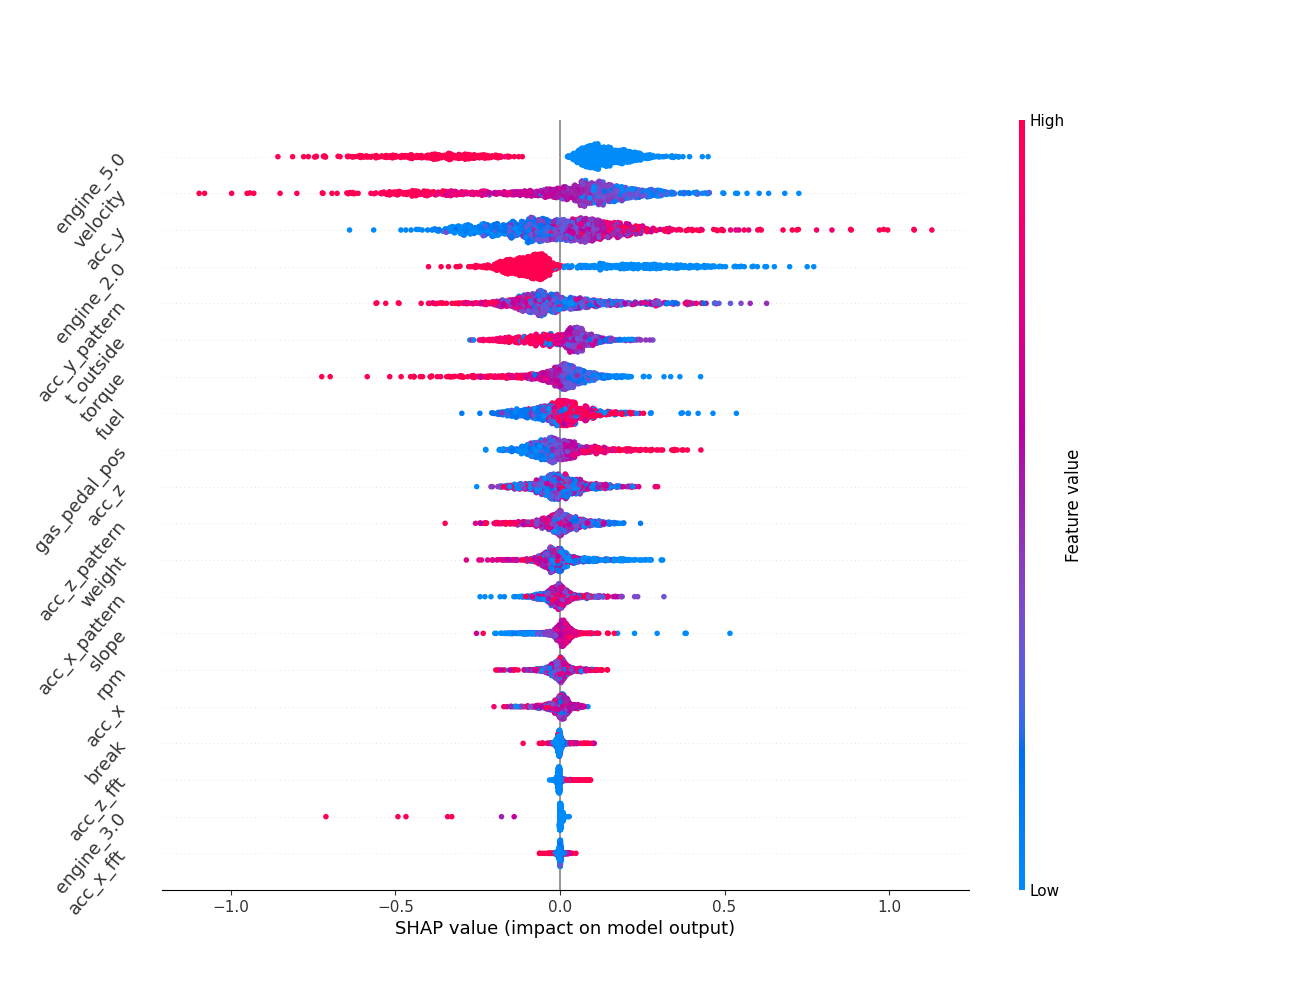 High
engine_5.0
velocity
acc_y
engine_2.0
acc_y_pattern
t_outside
torque
fuel
gas_pedal_pos
acc_z
acc_z_pattern
weight
acc_x_pattern
slope
rpm
acc_x
break
acc_z_fft
engine_3.0
acc_x_fft
Feature value
Low
−1.0 −0.5 0.0 0.5 1.0
SHAP value (impact on model output)